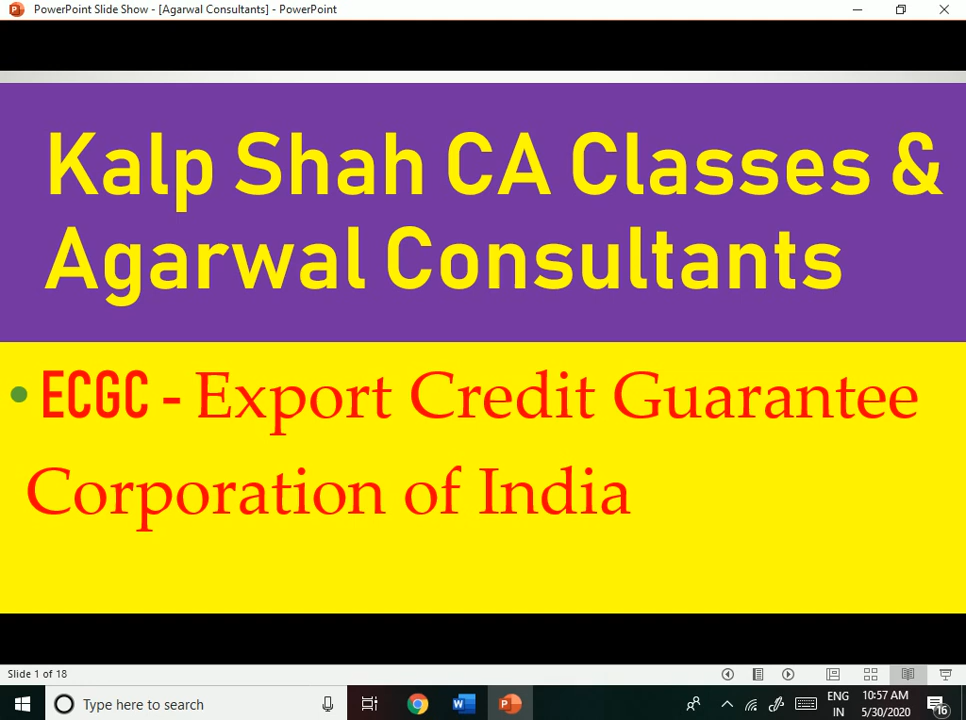 PowerPoint Slide Show - [Agarwal Consultants] - PowerPoint
Kalp Shah CA Classes &
Agarwal Consultants
• ECGC - Export Credit Guarantee
Corporation of India
Slide 1 of 18
Type here to search
ENG
IN
10:57 AM
5/30/2020
16